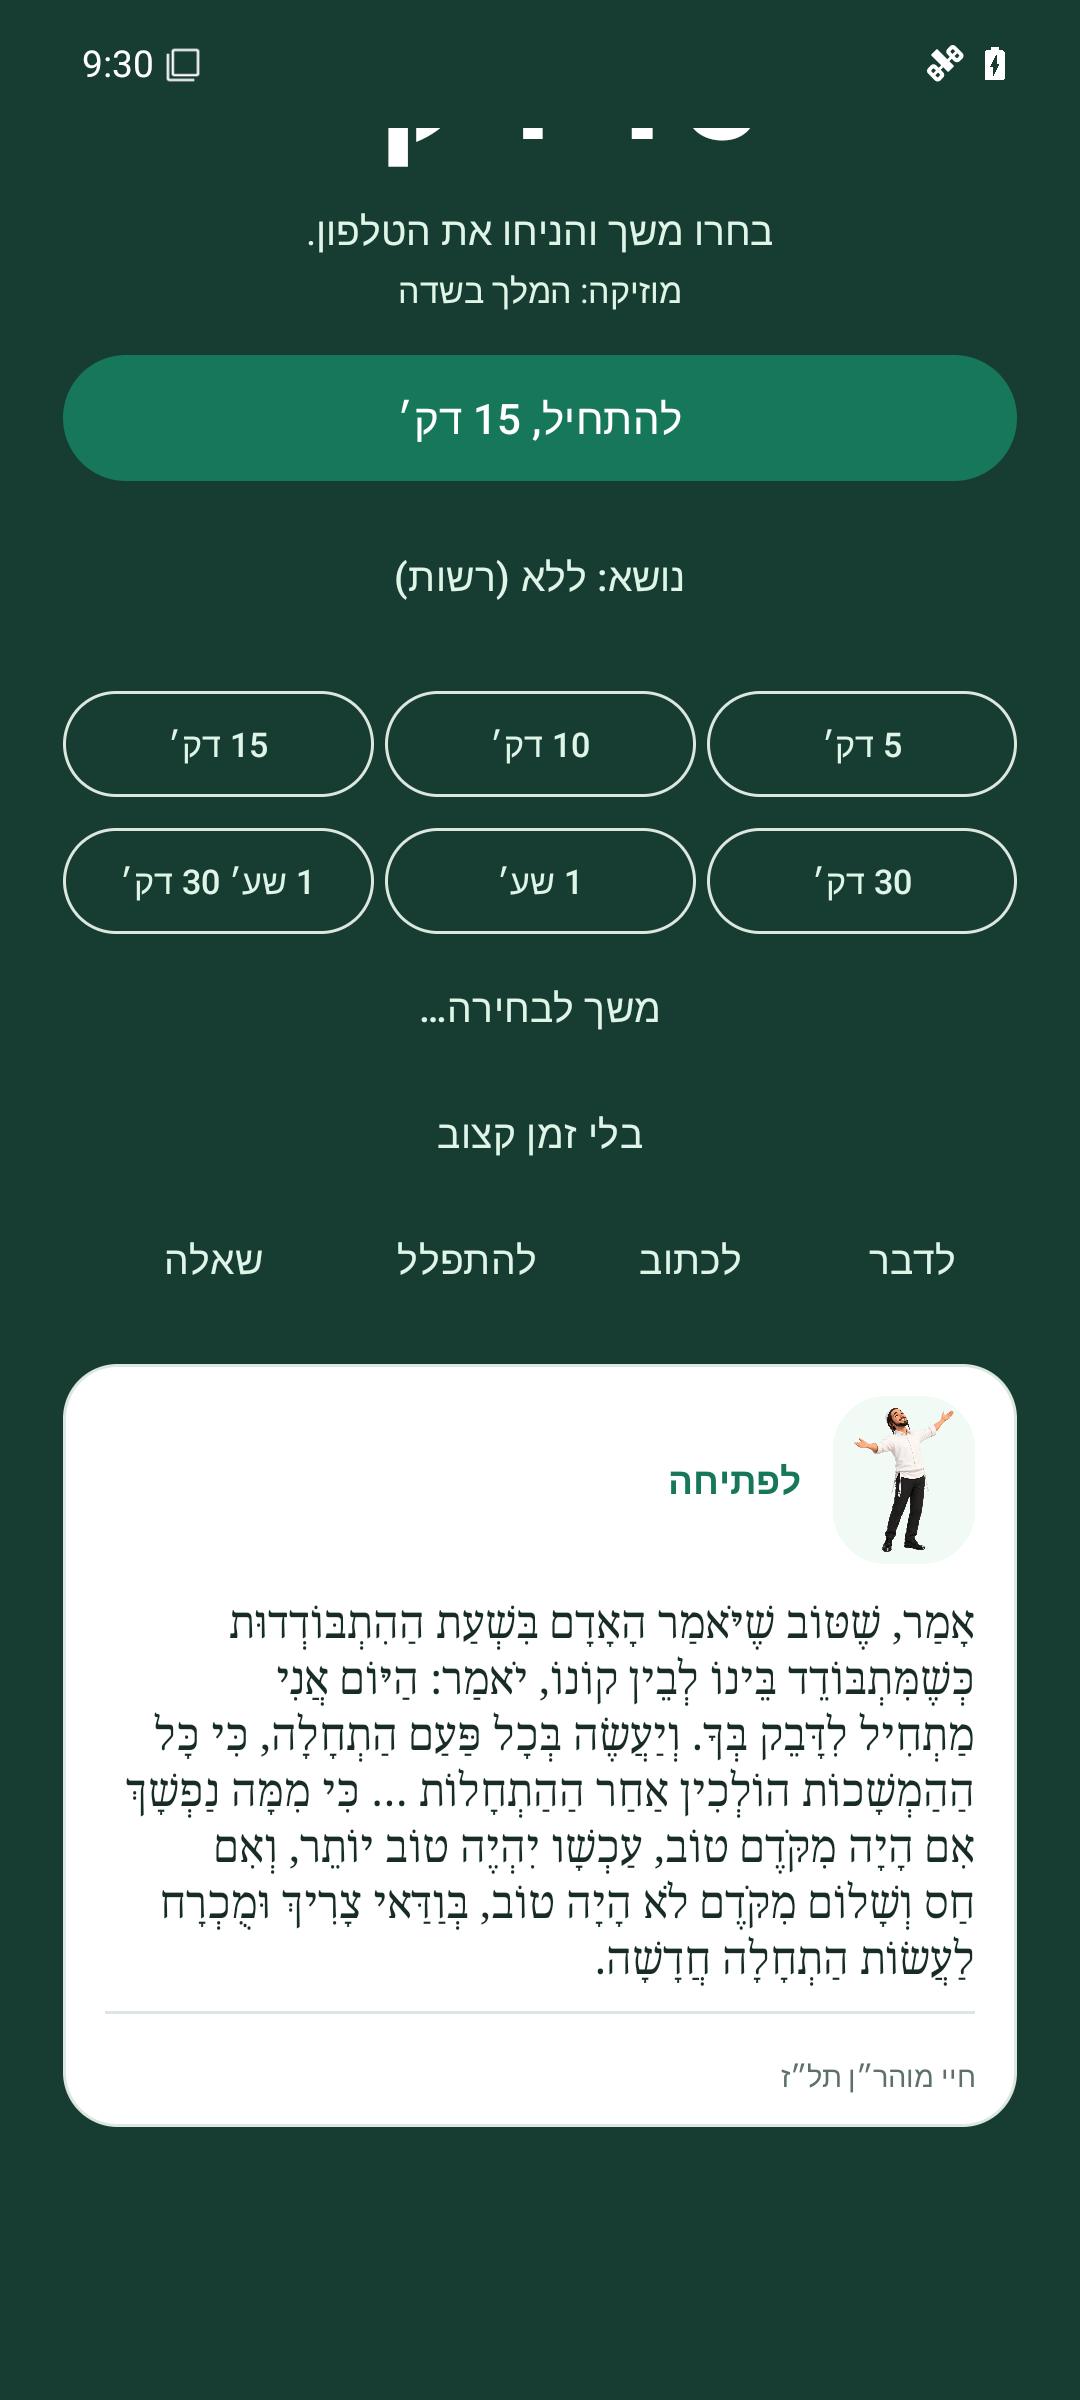 9:30
בחרו משך והניחו את הטלפון.
מוזיקה: המלך בשדה
להתחיל, 15 דק׳
נושא: ללא (רשות)
5 דק׳
10 דק׳
15 דק׳
30 דק׳
1 שע׳
1 שע׳ 30 דק׳
משך לבחירה...
בלי זמן קצוב
לדבר
לכתוב
להתפלל
שאלה
לפתיחה
אָמַר, שֶׁטּוֹב שֶׁיֹּאמַר הָאָדָם בִּשְׁעַת הַהִתְבּוֹדְדוּת
כְּשֶׁמִּתְבּוֹדֵד בֵּינוֹ לְבֵין קוֹנוֹ, יֹאמַר: הַיּוֹם אֲנִי
מַתְחִיל לִדָּבֵק בְּךָ. וְיַעֲשֶׂה בְּכָל פַּעַם הַתְחָלָה, כִּי כָּל
הַהַמְשָׁכוֹת הוֹלְכִין אַחַר הַהַתְחָלוֹת ... כִּי מִמָּה נַפְשָׁךְ
אִם הָיָה מִקֹּדֶם טוֹב, עַכְשָׁו יִהְיֶה טוֹב יוֹתֵר, וְאִם
חַס וְשָׁלוֹם מִקֹּדֶם לֹא הָיָה טוֹב, בְּוַדַּאי צָרִיךְ וּמֻכְרָח
לַעֲשׂוֹת הַתְחָלָה חֲדָשָׁה.
חיי מוהר״ן תל״ז